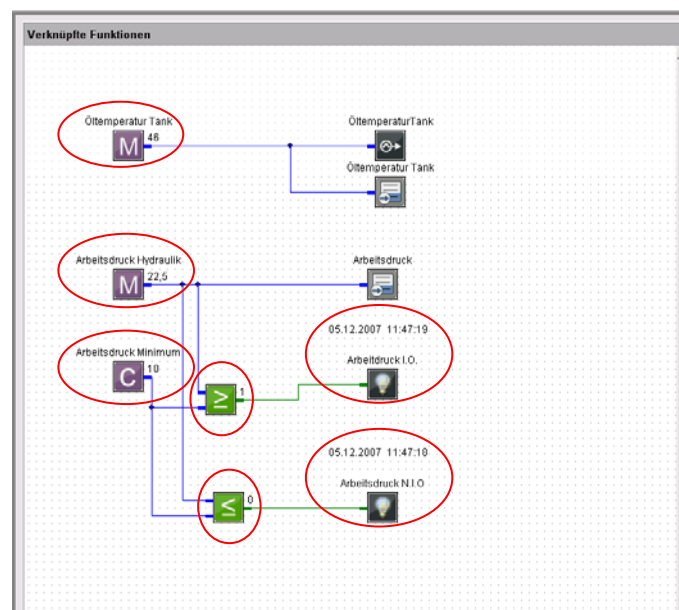 Verknüpfte Funktionen
Öltemperatur Tank
M 46
ÖltemperaturTank
Öltemperatur Tank
Arbeitsdruck Hydraulik
M 22,5
Arbeitsdruck
05.12.2007 11:47:19
Arbeitsdruck Minimum
Arbeitdruck I.O.
C 10
≥ 1
05.12.2007 11:47:18
Arbeitsdruck N.I.O
≤ 0